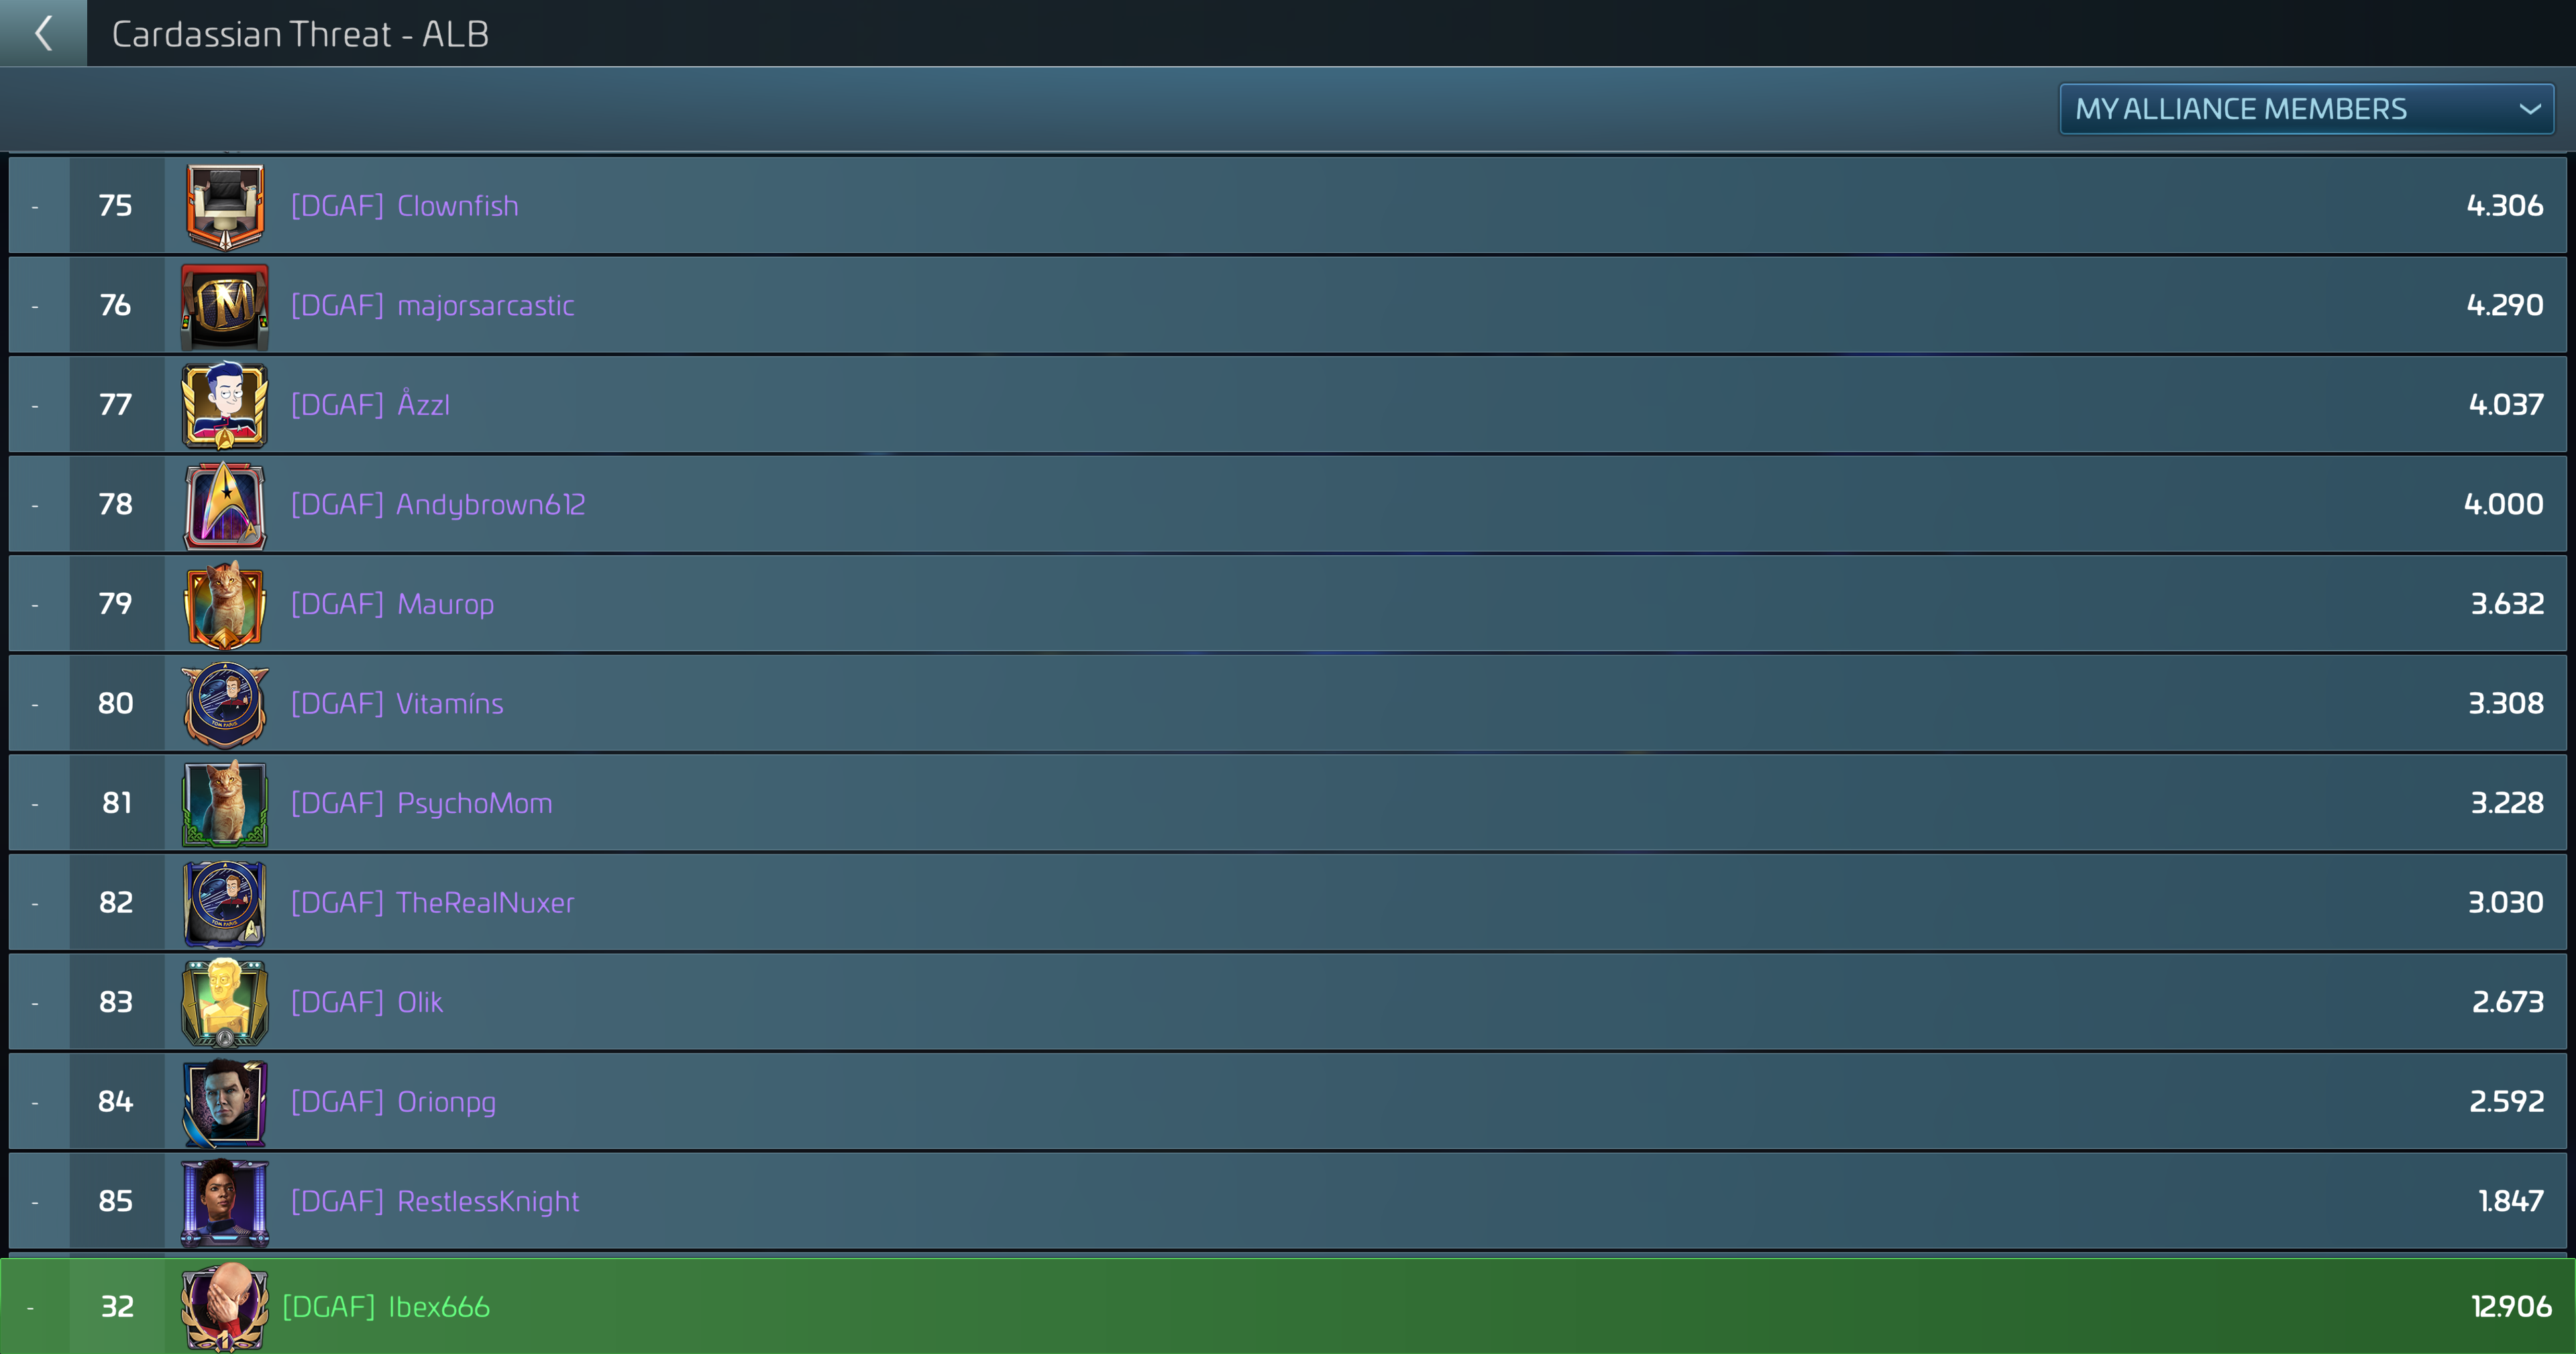 Cardassian Threat - ALB
MY ALLIANCE MEMBERS
- 75 [DGAF] Clownfish 4.306
- 76 [DGAF] majorsarcastic 4.290
- 77 [DGAF] Åzzl 4.037
- 78 [DGAF] Andybrown612 4.000
- 79 [DGAF] Maurop 3.632
- 80 [DGAF] Vitamíns 3.308
- 81 [DGAF] PsychoMom 3.228
- 82 [DGAF] TheRealNuxer 3.030
- 83 [DGAF] Olik 2.673
- 84 [DGAF] Orionpg 2.592
- 85 [DGAF] RestlessKnight 1.847
- 32 [DGAF] Ibex666 12.906